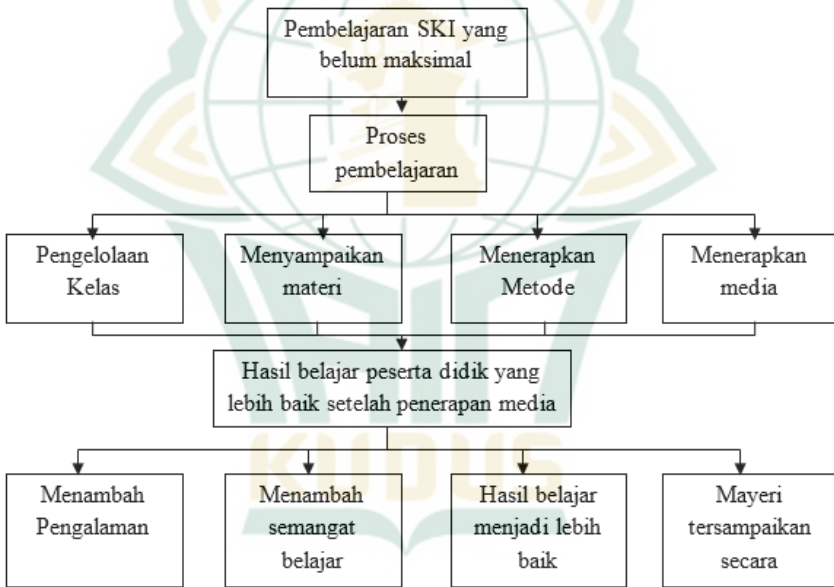 Pembelajaran SKI yang
belum maksimal
Proses
pembelajaran
Pengelolaan
Kelas
Menyampaikan
materi
Menerapkan
Metode
Menerapkan
media
Hasil belajar peserta didik yang
lebih baik setelah penerapan media
KUDUS
Menambah
Pengalaman
Menambah
semangat
belajar
Hasil belajar
menjadi lebih
baik
Mayeri
tersampaikan
secara